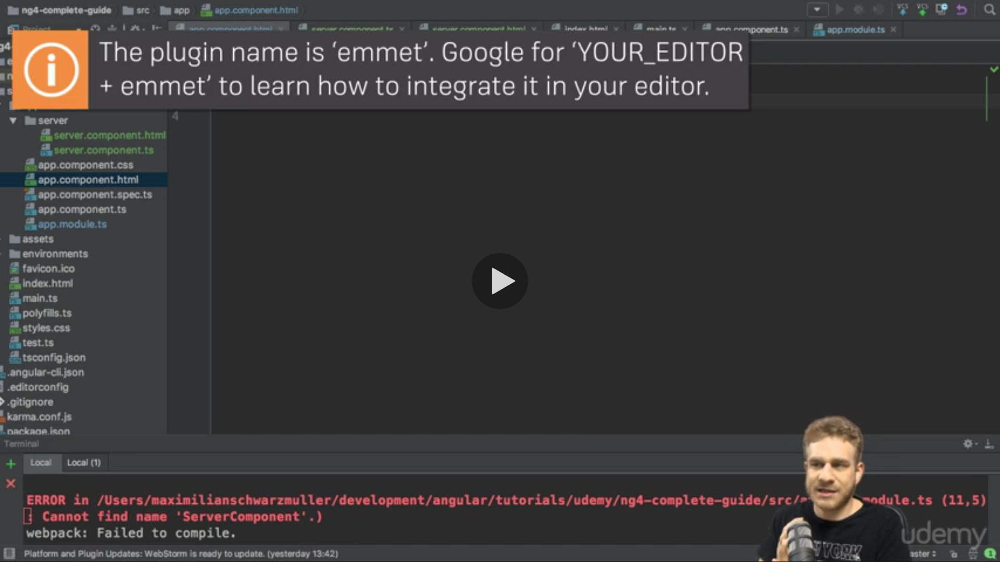 ng4-complete-guide src app app.component.html
Project
app.component.html server.component.ts server.component.html index.html main.ts app.component.ts app.module.ts
The plugin name is ‘emmet’. Google for ‘YOUR_EDITOR
+ emmet’ to learn how to integrate it in your editor.
4
server
server.component.html
server.component.ts
app.component.css
app.component.html
app.component.spec.ts
app.component.ts
app.module.ts
assets
environments
favicon.ico
index.html
main.ts
polyfills.ts
styles.css
test.ts
tsconfig.json
.angular-cli.json
.editorconfig
.gitignore
karma.conf.js
package.json
Terminal
Local Local (1)
ERROR in /Users/maximilianschwarzmuller/development/angular/tutorials/udemy/ng4-complete-guide/src/ module.ts (11,5)
: Cannot find name 'ServerComponent'.)
webpack: Failed to compile.
udemy
YORK
Platform and Plugin Updates: WebStorm is ready to update. (yesterday 13:42) aster